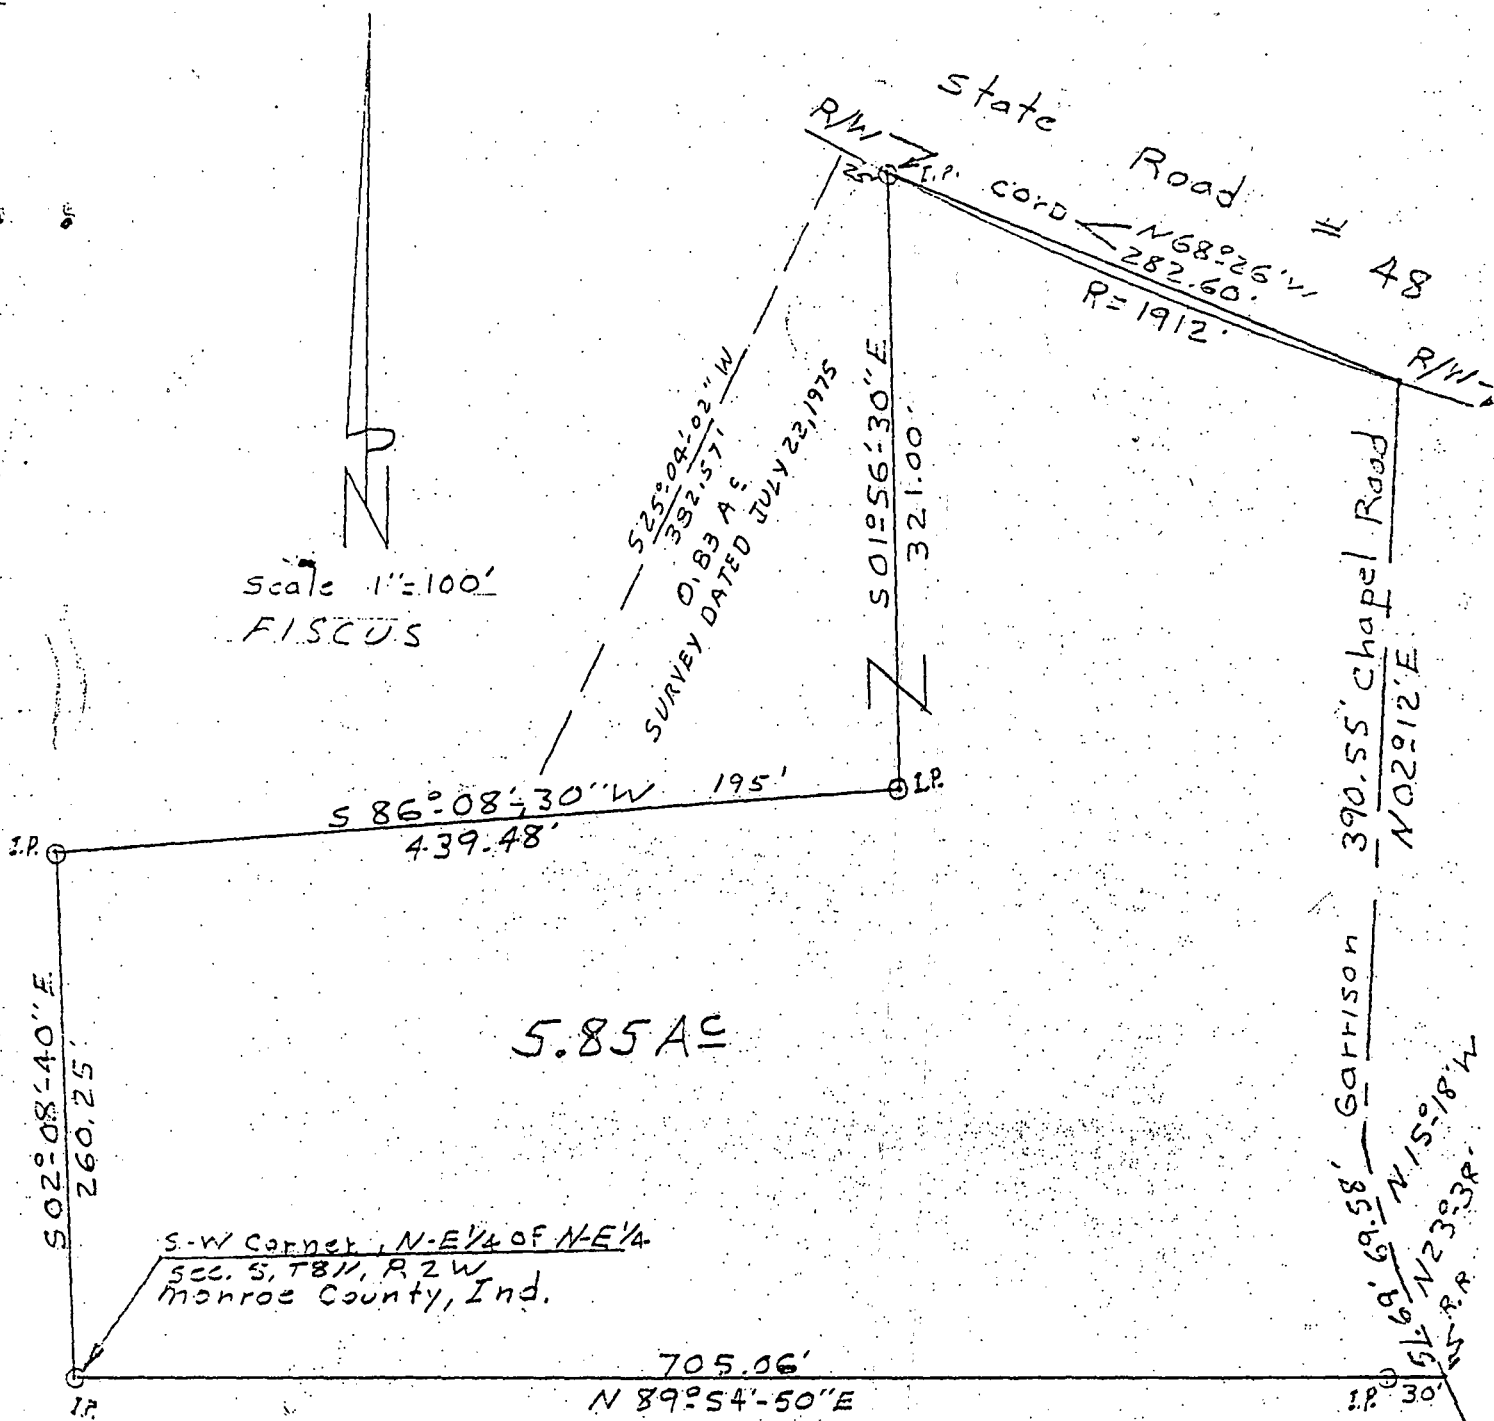 State
Road
# 48
R/W
25'
I.P.
CORD
N68°26'W
282.60'
R=1912'
R/W
N
Scale 1"=100'
FISCUS
S25°-04'-02"W
382.57'
0.83 Ac
SURVEY DATED JULY 22, 1975
S01°56'-30"E
321.00'
390.55' Chapel Road
N02°12'E
I.P.
S 86°-08'-30"W 195'
439.48'
I.P.
S02°-08'-40"E
260.25'
5.85 Ac
Garrison
69.58'
N15°-18'W
51.69'
N23°-38'
R.R.
S-W Corner, N-E 1/4 OF N-E 1/4
Sec. 5, T8N, R2W
Monroe County, Ind.
705.06'
N 89°54'-50"E
I.P.
I.P. 30'